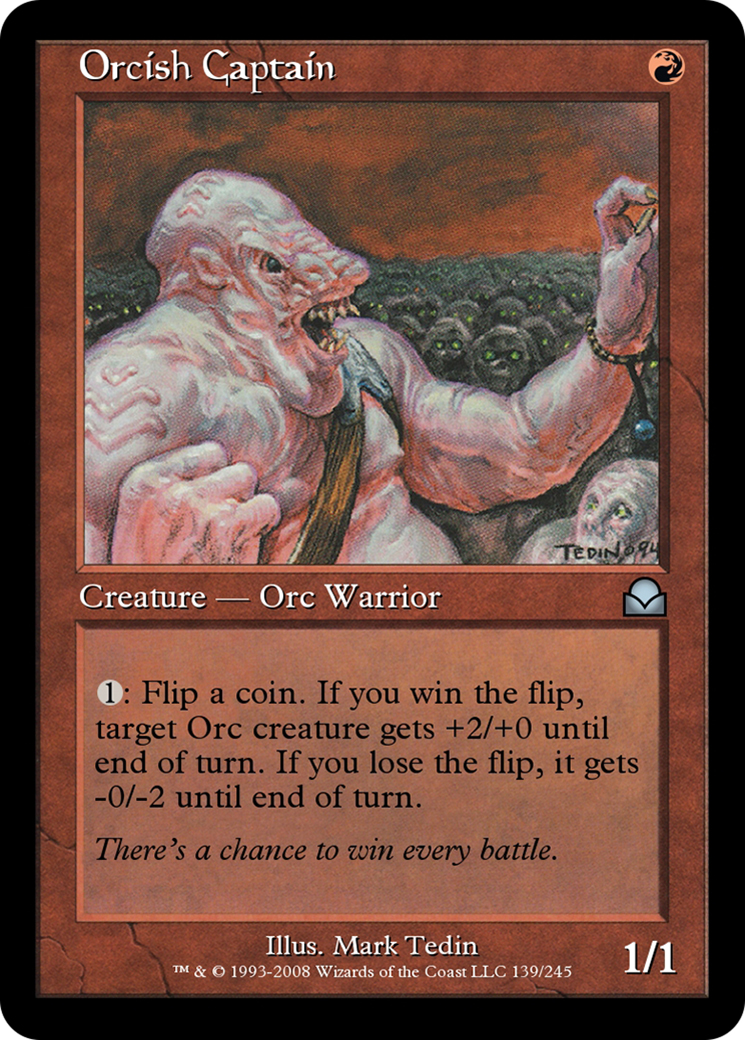 Orcish Captain
TEDIN 94
Creature — Orc Warrior
1: Flip a coin. If you win the flip,
target Orc creature gets +2/+0 until
end of turn. If you lose the flip, it gets
-0/-2 until end of turn.
There's a chance to win every battle.
Illus. Mark Tedin
™ & © 1993-2008 Wizards of the Coast LLC 139/245
1/1